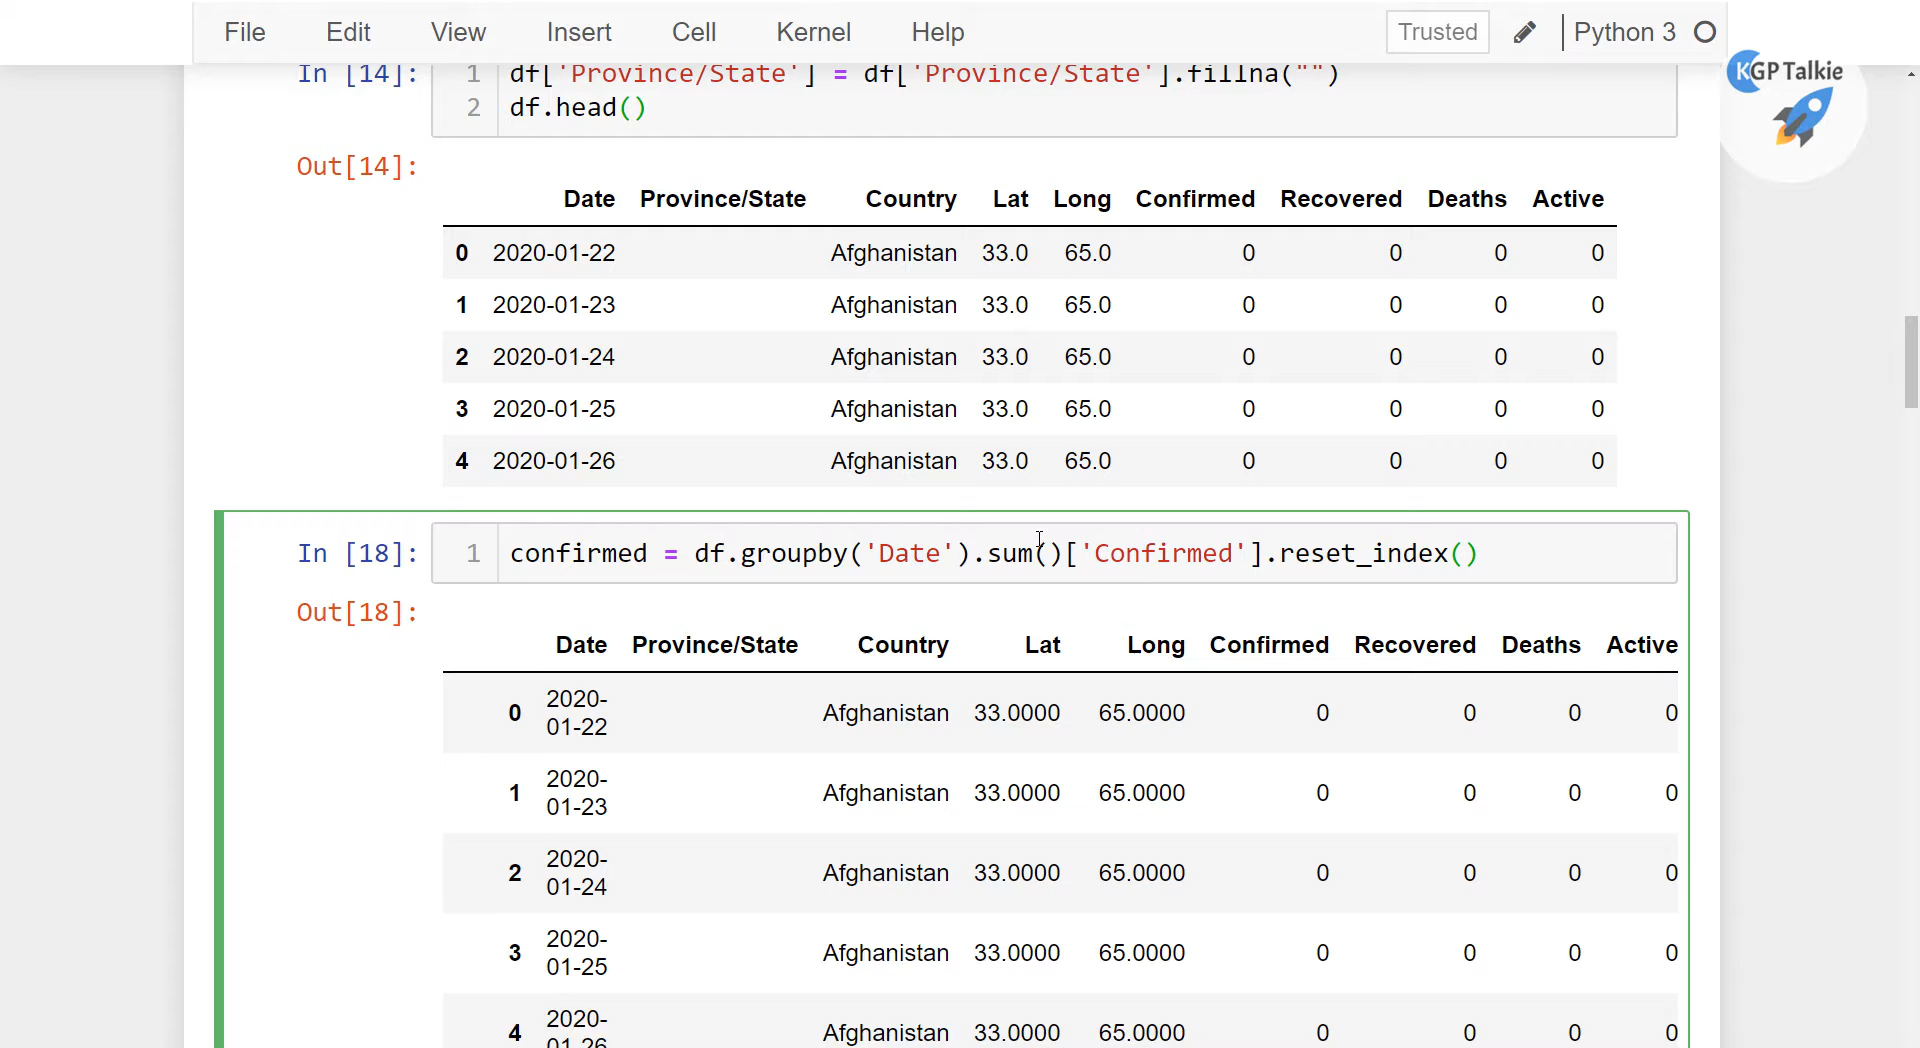 File Edit View Insert Cell Kernel Help Trusted Python 3
KGP Talkie
In [14]: 1 df['Province/State'] = df['Province/State'].fillna("")
2 df.head()
Out[14]:
Date Province/State Country Lat Long Confirmed Recovered Deaths Active
0 2020-01-22 Afghanistan 33.0 65.0 0 0 0 0
1 2020-01-23 Afghanistan 33.0 65.0 0 0 0 0
2 2020-01-24 Afghanistan 33.0 65.0 0 0 0 0
3 2020-01-25 Afghanistan 33.0 65.0 0 0 0 0
4 2020-01-26 Afghanistan 33.0 65.0 0 0 0 0
In [18]: 1 confirmed = df.groupby('Date').sum()['Confirmed'].reset_index()
Out[18]:
Date Province/State Country Lat Long Confirmed Recovered Deaths Active
0 2020-
01-22 Afghanistan 33.0000 65.0000 0 0 0 0
1 2020-
01-23 Afghanistan 33.0000 65.0000 0 0 0 0
2 2020-
01-24 Afghanistan 33.0000 65.0000 0 0 0 0
3 2020-
01-25 Afghanistan 33.0000 65.0000 0 0 0 0
4 2020-
01-26 Afghanistan 33.0000 65.0000 0 0 0 0